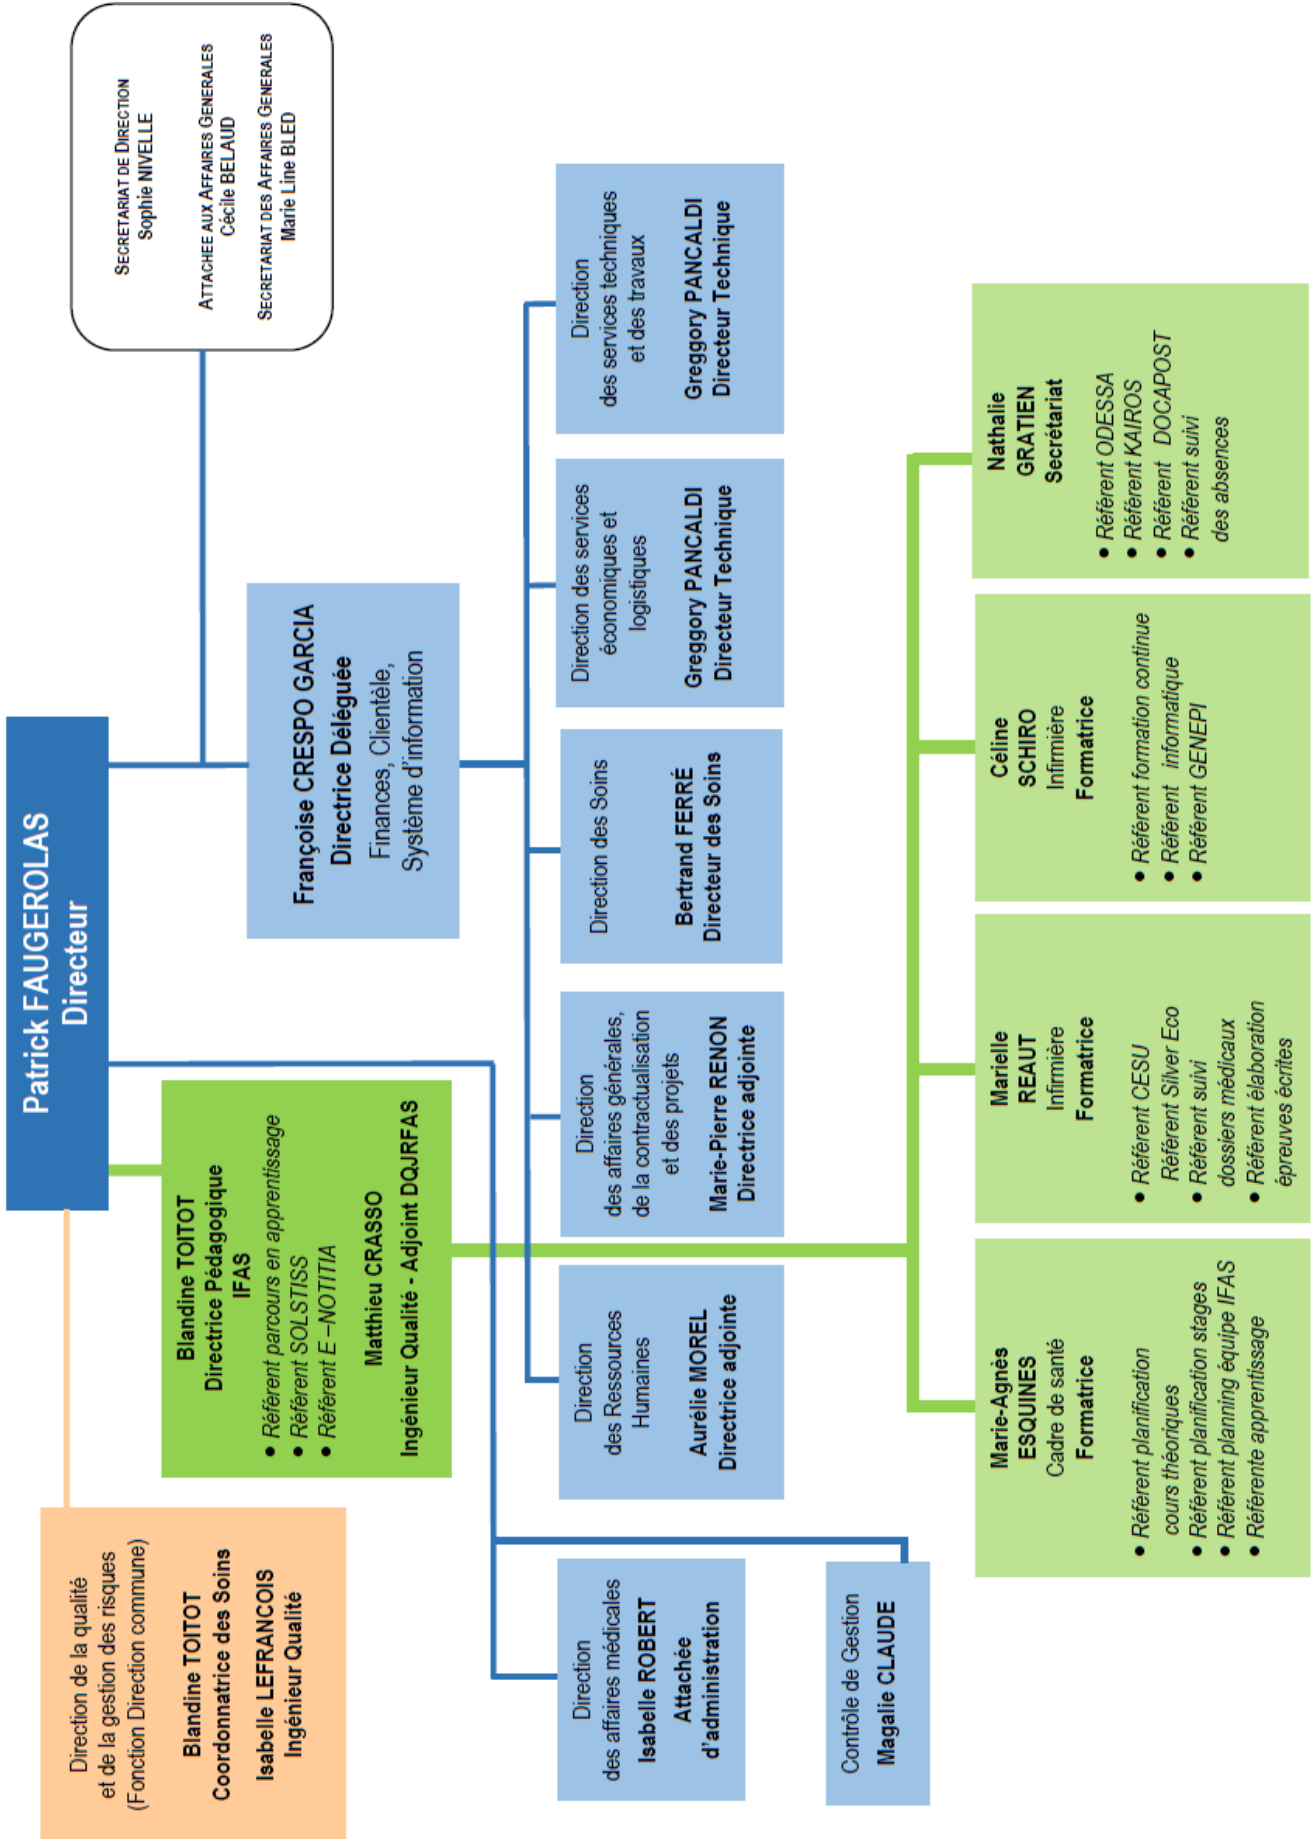 Patrick FAUGEROLAS
Directeur
SECRETARIAT DE DIRECTION
Sophie NIVELLE
ATTACHEE AUX AFFAIRES GENERALES
Cécile BELAUD
SECRETARIAT DES AFFAIRES GENERALES
Marie Line BLED
Direction de la qualité
et de la gestion des risques
(Fonction Direction commune)
Blandine TOITOT
Coordonnatrice des Soins
Isabelle LEFRANCOIS
Ingénieur Qualité
Blandine TOITOT
Directrice Pédagogique
IFAS
• Référent parcours en apprentissage
• Référent SOLSTISS
• Référent E –NOTITIA
Matthieu CRASSO
Ingénieur Qualité - Adjoint DQJRFAS
Françoise CRESPO GARCIA
Directrice Déléguée
Finances, Clientèle,
Système d'information
Direction
des affaires médicales
Isabelle ROBERT
Attachée
d'administration
Direction
des Ressources
Humaines
Aurélie MOREL
Directrice adjointe
Direction
des affaires générales,
de la contractualisation
et des projets
Marie-Pierre RENON
Directrice adjointe
Direction des Soins
Bertrand FERRÉ
Directeur des Soins
Direction des services
économiques et
logistiques
Greggory PANCALDI
Directeur Technique
Direction
des services techniques
et des travaux
Greggory PANCALDI
Directeur Technique
Contrôle de Gestion
Magalie CLAUDE
Marie-Agnès
ESQUINES
Cadre de santé
Formatrice
• Référent planification
cours théoriques
• Référent planification stages
• Référent planning équipe IFAS
• Référente apprentissage
Marielle
REAUT
Infirmière
Formatrice
• Référent CESU
Référent Silver Eco
• Référent suivi
dossiers médicaux
• Référent élaboration
épreuves écrites
Céline
SCHIRO
Infirmière
Formatrice
• Référent formation continue
• Référent informatique
• Référent GENEPI
Nathalie
GRATIEN
Secrétariat
• Référent ODESSA
• Référent KAIROS
• Référent DOCAPOST
• Référent suivi
des absences